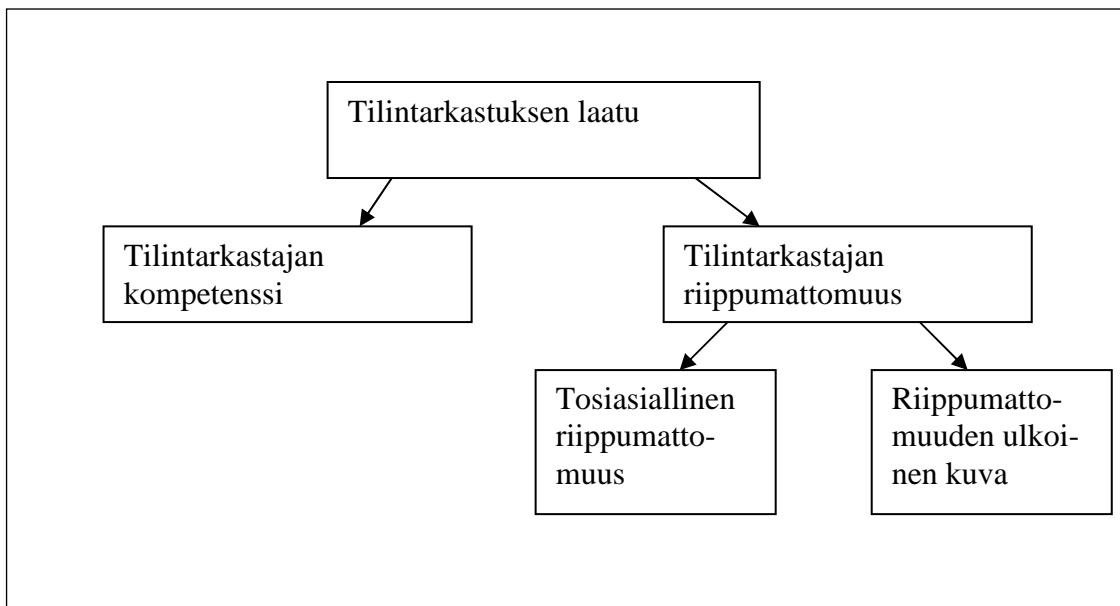 Tilintarkastuksen laatu
Tilintarkastajan
kompetenssi
Tilintarkastajan
riippumattomuus
Tosiasiallinen
riippumatto-
muus
Riippumatto-
muuden ulkoi-
nen kuva